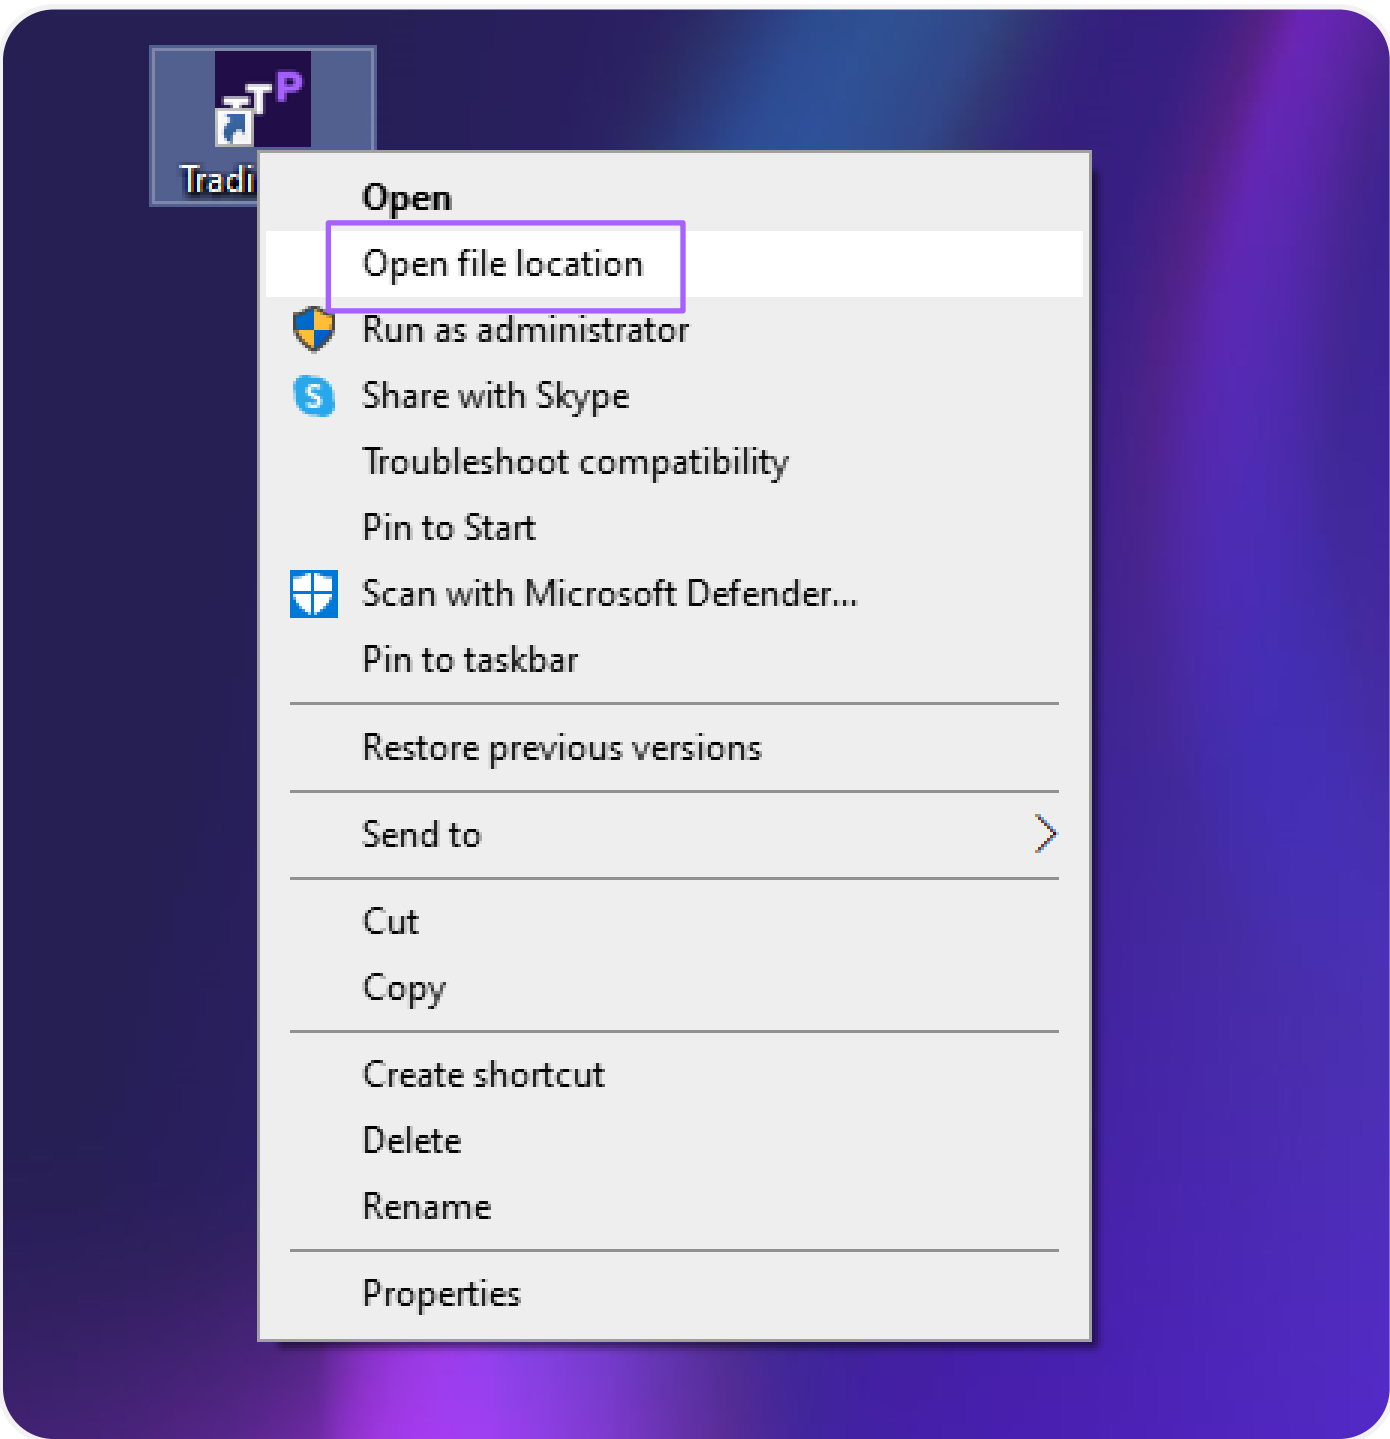 TTP
Tradi
Open
Open file location
Run as administrator
S
Share with Skype
Troubleshoot compatibility
Pin to Start
Scan with Microsoft Defender...
Pin to taskbar
Restore previous versions
Send to
Cut
Copy
Create shortcut
Delete
Rename
Properties